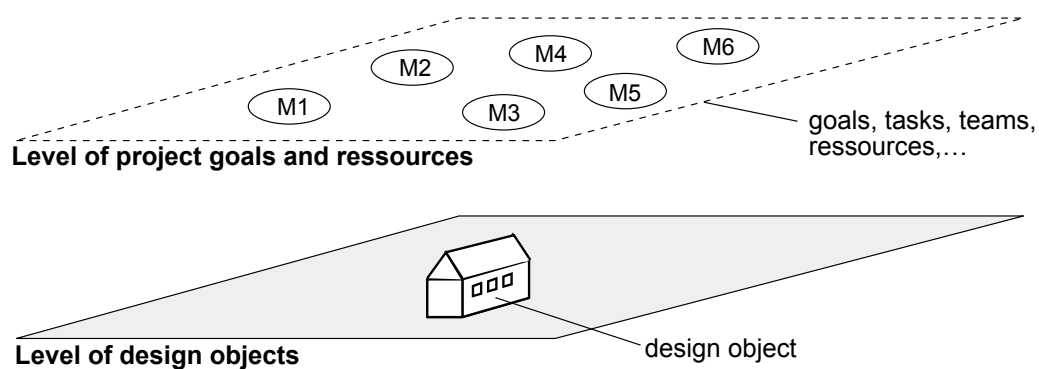 M1
M2
M4
M6
M3
M5
goals, tasks, teams,
ressources,…
Level of project goals and ressources
design object
Level of design objects